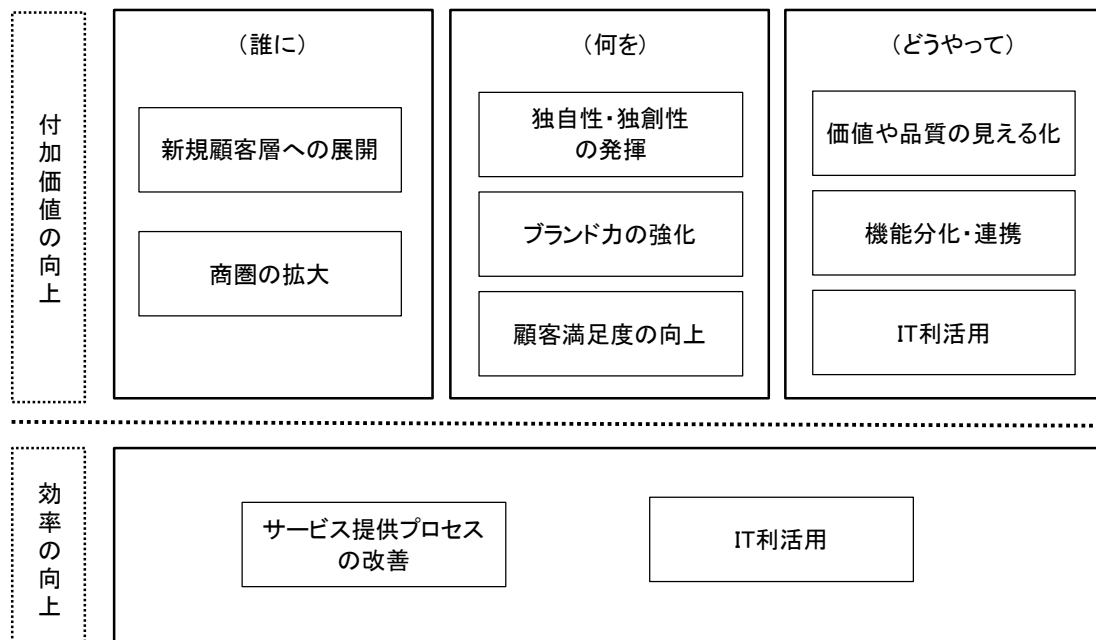 付加価値の向上
（誰に）
新規顧客層への展開
商圏の拡大
（何を）
独自性・独創性
の発揮
ブランド力の強化
顧客満足度の向上
（どうやって）
価値や品質の見える化
機能分化・連携
IT利活用
効率の向上
サービス提供プロセス
の改善
IT利活用